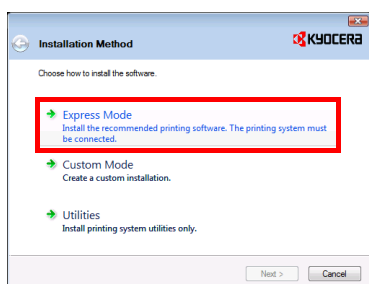 Installation Method
KYOCERA
Choose how to install the software.
Express Mode
Install the recommended printing software. The printing system must
be connected.
Custom Mode
Create a custom installation.
Utilities
Install printing system utilities only.
Next >
Cancel